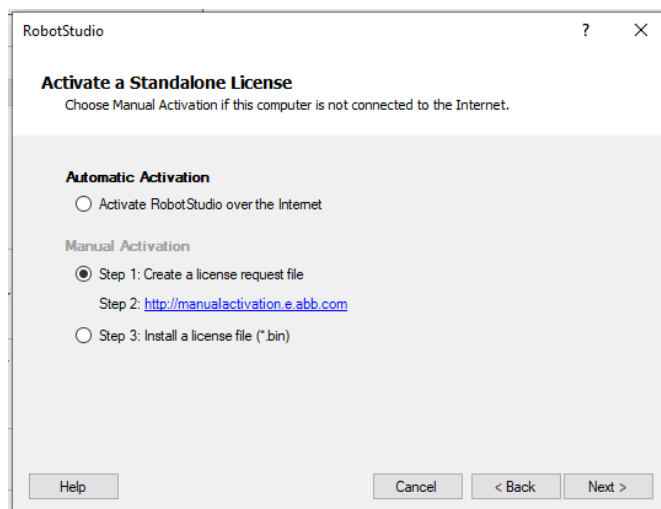 RobotStudio
?
Activate a Standalone License
Choose Manual Activation if this computer is not connected to the Internet.
Automatic Activation
Activate RobotStudio over the Internet
Manual Activation
Step 1: Create a license request file
Step 2: http://manualactivation.e.abb.com
Step 3: Install a license file (*.bin)
Help
Cancel
< Back
Next >